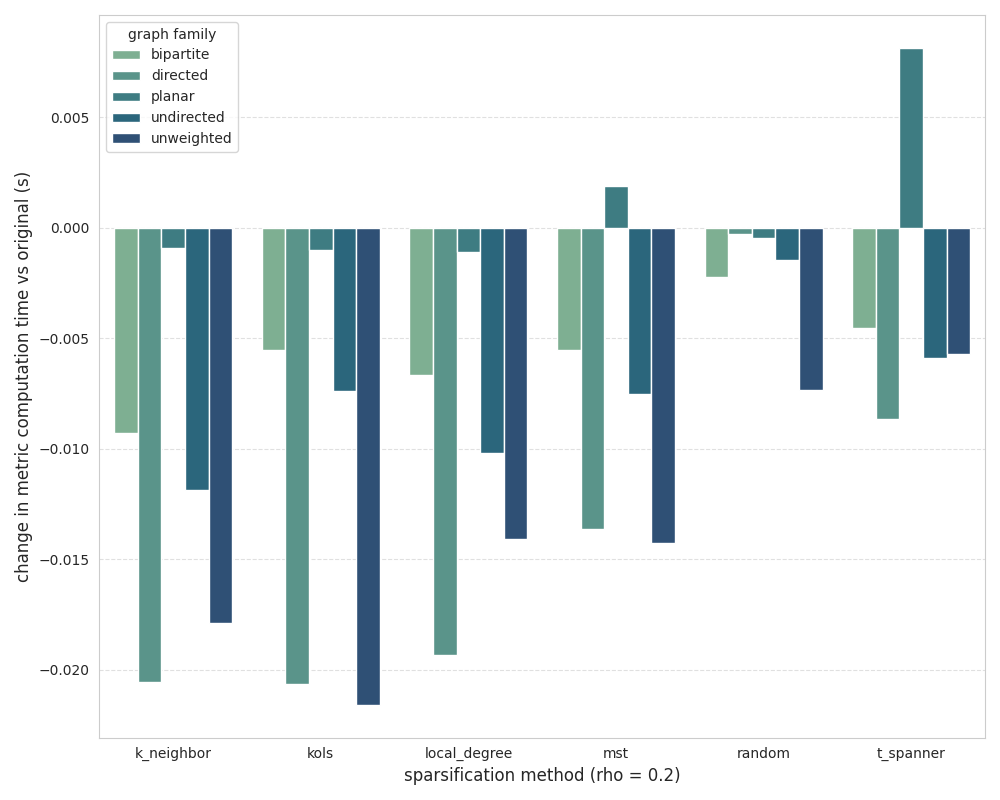 graph family
bipartite
directed
planar
undirected
unweighted
change in metric computation time vs original (s)
0.005
0.000
−0.005
−0.010
−0.015
−0.020
k_neighbor
kols
local_degree
mst
random
t_spanner
sparsification method (rho = 0.2)